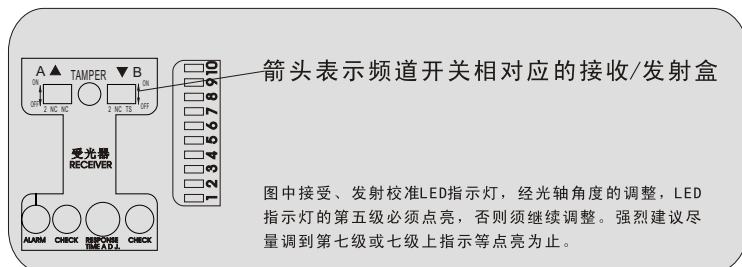 A▲ TAMPER ▼B
ON ON
OFF OFF
2 NC NC 2 NC TS
受光器
RECEIVER
ALARM CHECK RESPONSE TIME A D J. CHECK
10
9
8
7
6
5
4
3
2
1
箭头表示频道开关相对应的接收/发射盒
图中接受、发射校准LED指示灯，经光轴角度的调整，LED
指示灯的第五级必须点亮，否则须继续调整。强烈建议尽
量调到第七级或七级上指示等点亮为止。